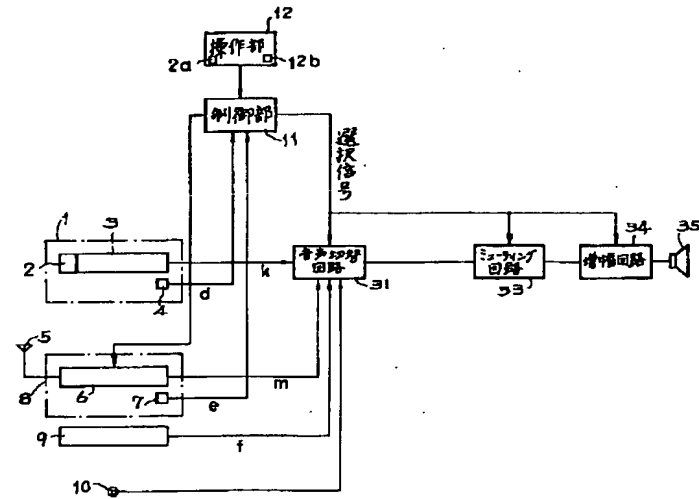 12
操作部
2a
12b
制御部
11
選択信号
1
3
2
4
d
k
音声切替
回路
31
ミューティング
回路
33
34
増幅回路
35
5
8
6
7
m
e
9
f
10